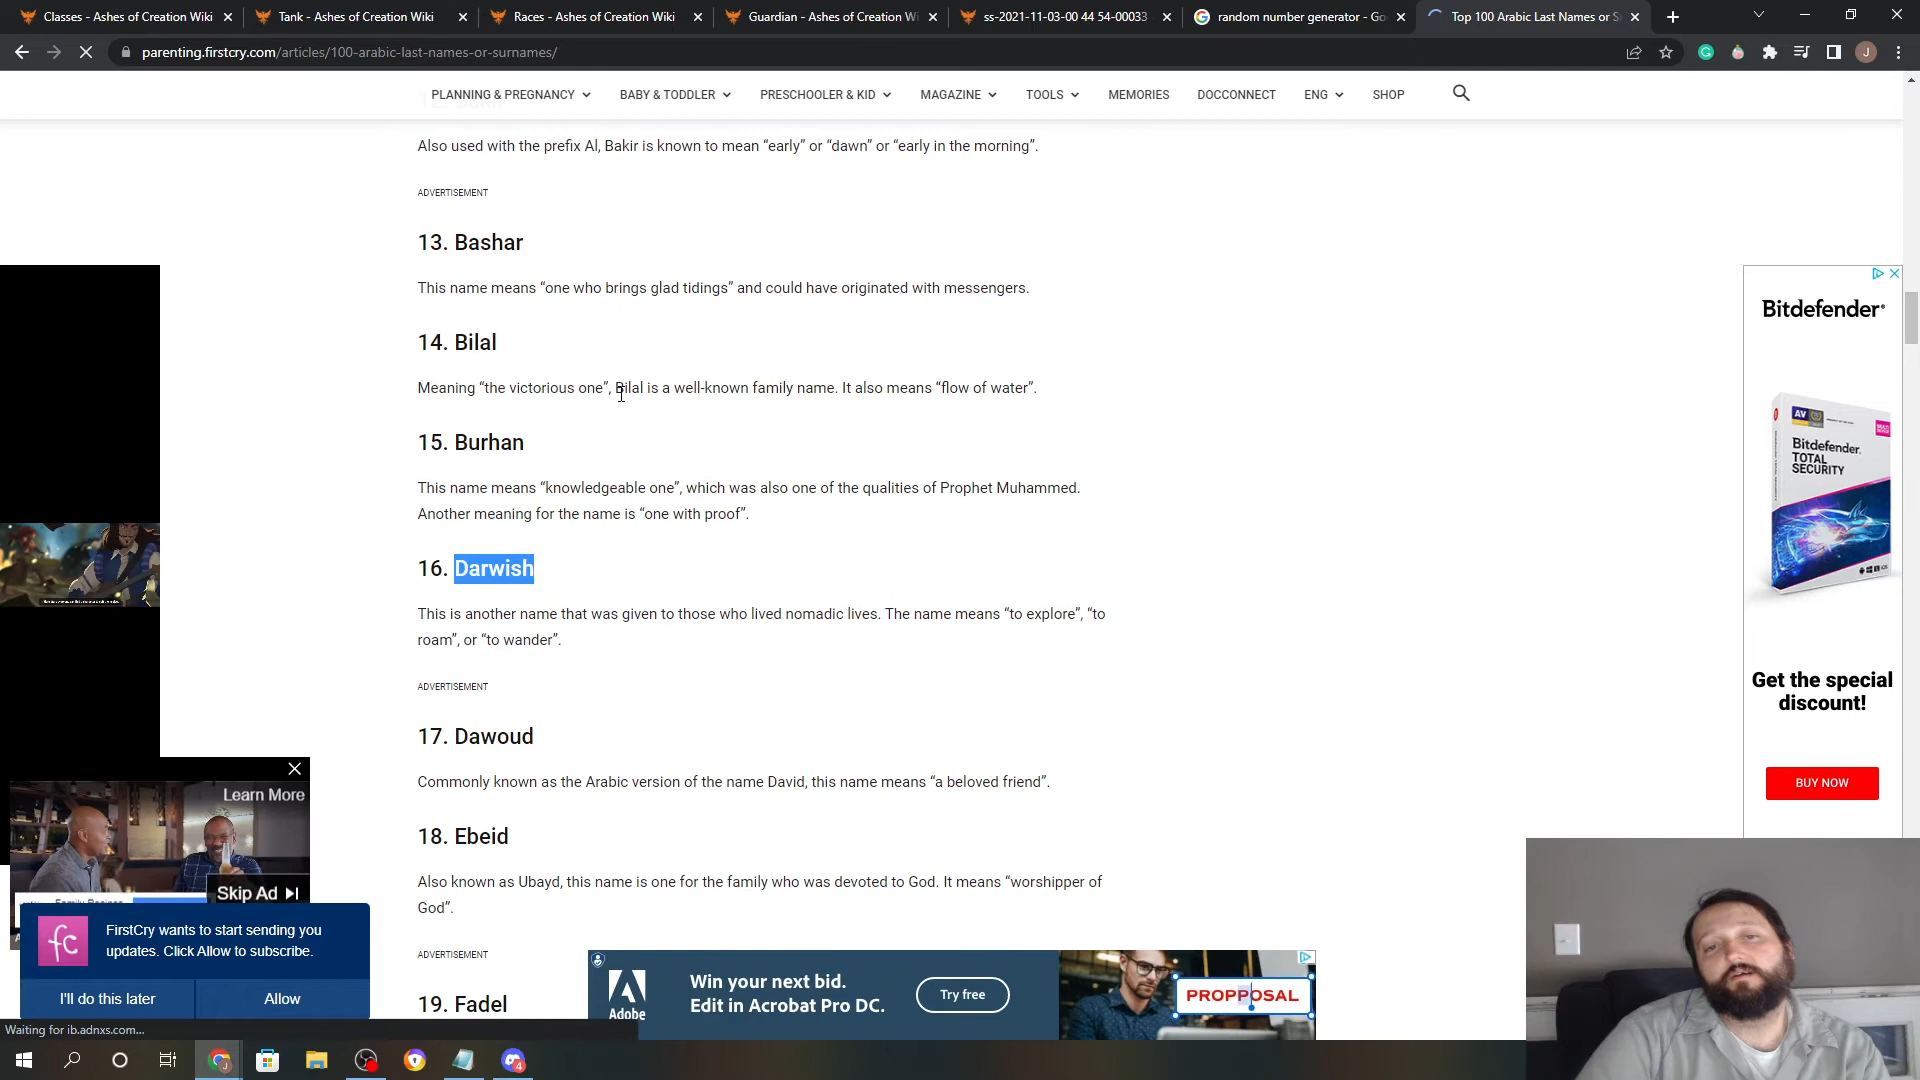 Classes - Ashes of Creation Wiki
Tank - Ashes of Creation Wiki
Races - Ashes of Creation Wiki
Guardian - Ashes of Creation Wi
ss-2021-11-03-00 44 54-00033
random number generator - Go
Top 100 Arabic Last Names or S
parenting.firstcry.com/articles/100-arabic-last-names-or-surnames/
J
PLANNING & PREGNANCY
BABY & TODDLER
PRESCHOOLER & KID
MAGAZINE
TOOLS
MEMORIES
DOCCONNECT
ENG
SHOP
Also used with the prefix Al, Bakir is known to mean “early” or “dawn” or “early in the morning”.
ADVERTISEMENT
13. Bashar
This name means “one who brings glad tidings” and could have originated with messengers.
14. Bilal
Meaning “the victorious one”, Bilal is a well-known family name. It also means “flow of water”.
15. Burhan
This name means “knowledgeable one”, which was also one of the qualities of Prophet Muhammed.
Another meaning for the name is “one with proof”.
16. Darwish
This is another name that was given to those who lived nomadic lives. The name means “to explore”, “to
roam”, or “to wander”.
ADVERTISEMENT
17. Dawoud
Commonly known as the Arabic version of the name David, this name means “a beloved friend”.
18. Ebeid
Also known as Ubayd, this name is one for the family who was devoted to God. It means “worshipper of
God”.
ADVERTISEMENT
19. Fadel
Bitdefender
AV
Bitdefender
TOTAL
SECURITY
Get the special
discount!
BUY NOW
Learn More
Skip Ad
fc
FirstCry wants to start sending you
updates. Click Allow to subscribe.
I'll do this later
Allow
Adobe
Win your next bid.
Edit in Acrobat Pro DC.
Try free
PROPPOSAL
Waiting for ib.adnxs.com...
4